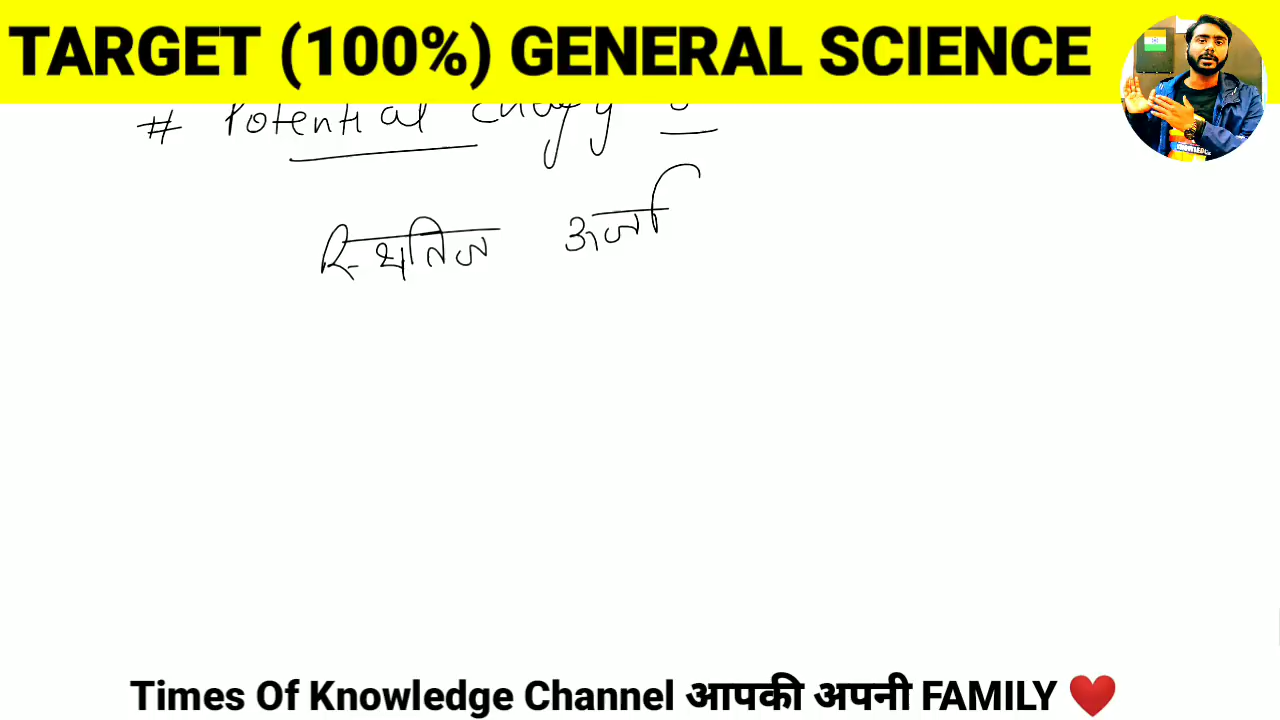 TARGET (100%) GENERAL SCIENCE
# Potential Energy
स्थितिज ऊर्जा
Times Of Knowledge Channel आपकी अपनी FAMILY ❤️